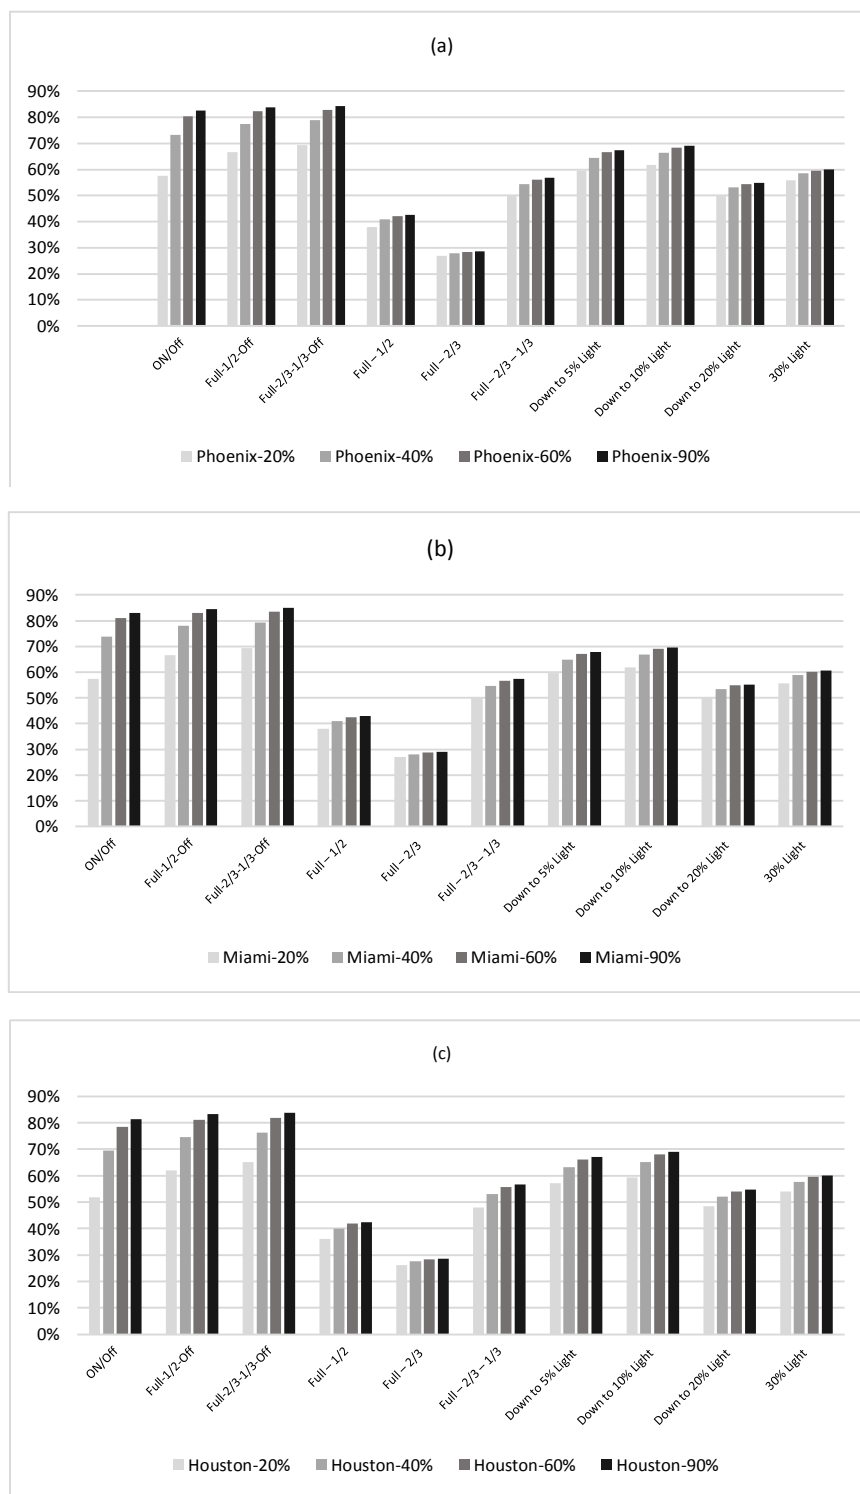 (a)
90%
80%
70%
60%
50%
40%
30%
20%
10%
0%
ON/Off
Full-1/2-Off
Full-2/3-1/3-Off
Full – 1/2
Full – 2/3
Full – 2/3 – 1/3
Down to 5% Light
Down to 10% Light
Down to 20% Light
30% Light
Phoenix-20% Phoenix-40% Phoenix-60% Phoenix-90%
(b)
90%
80%
70%
60%
50%
40%
30%
20%
10%
0%
ON/Off
Full-1/2-Off
Full-2/3-1/3-Off
Full – 1/2
Full – 2/3
Full – 2/3 – 1/3
Down to 5% Light
Down to 10% Light
Down to 20% Light
30% Light
Miami-20% Miami-40% Miami-60% Miami-90%
(c)
90%
80%
70%
60%
50%
40%
30%
20%
10%
0%
ON/Off
Full-1/2-Off
Full-2/3-1/3-Off
Full – 1/2
Full – 2/3
Full – 2/3 – 1/3
Down to 5% Light
Down to 10% Light
Down to 20% Light
30% Light
Houston-20% Houston-40% Houston-60% Houston-90%